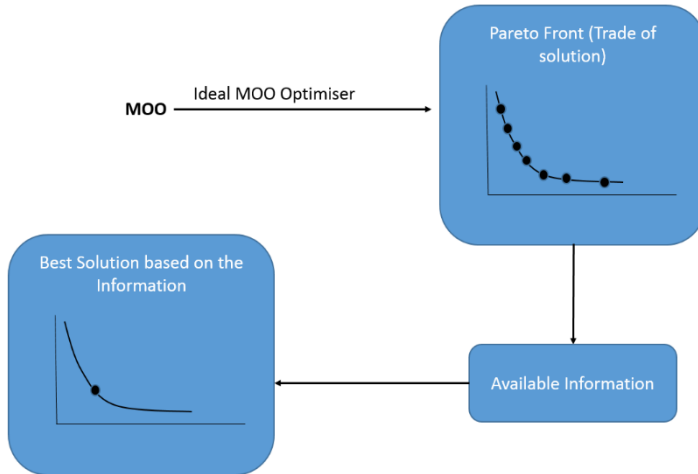 Pareto Front (Trade of
solution)
Ideal MOO Optimiser
MOO
Best Solution based on the
Information
Available Information